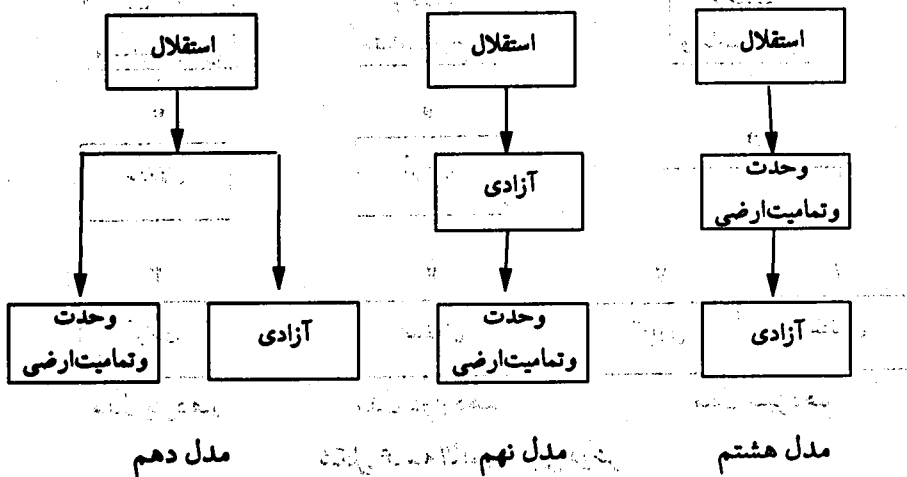 استقلال
استقلال
استقلال
وحدت
وتمامیت‌ارضی
آزادی
آزادی
وحدت
وتمامیت‌ارضی
آزادی
وحدت
وتمامیت‌ارضی
مدل هشتم
مدل نهم
مدل دهم